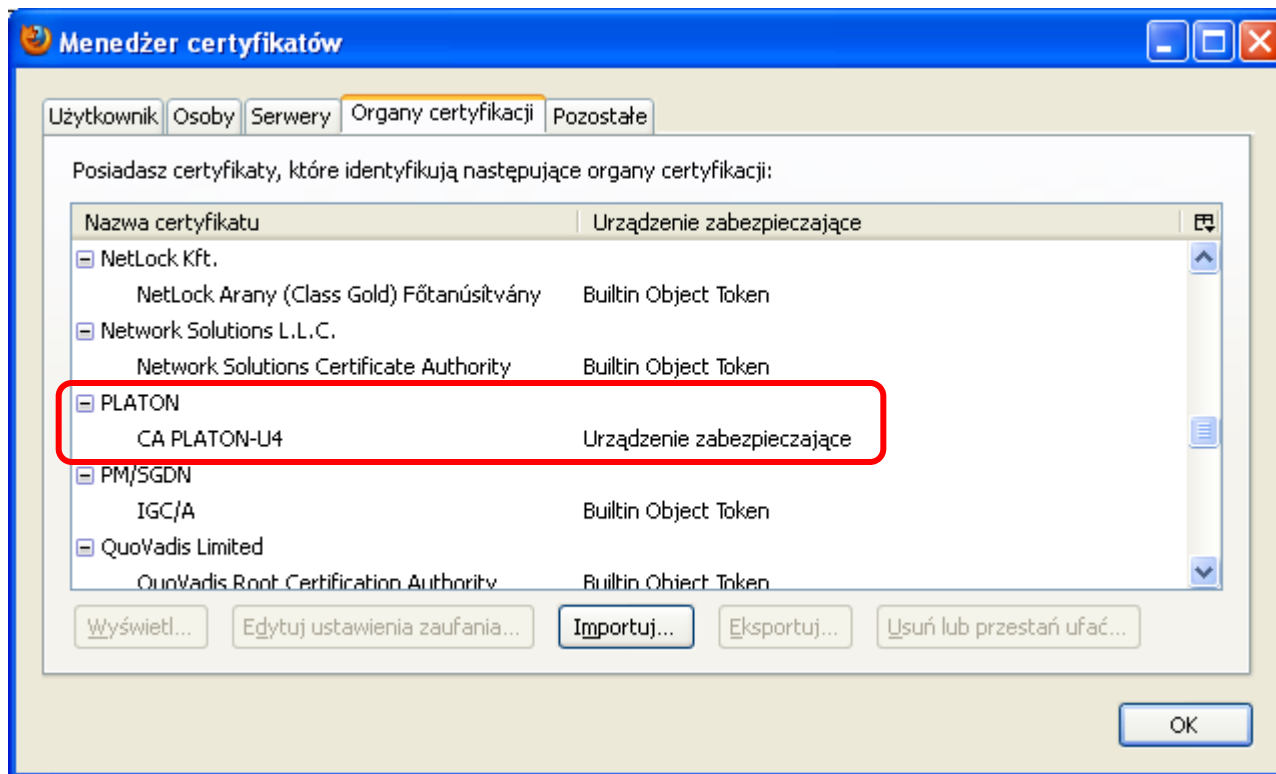 Menedżer certyfikatów
Użytkownik Osoby Serwery Organy certyfikacji Pozostałe
Posiadasz certyfikaty, które identyfikują następujące organy certyfikacji:
Nazwa certyfikatu Urządzenie zabezpieczające
NetLock Kft.
NetLock Arany (Class Gold) Főtanúsítvány Builtin Object Token
Network Solutions L.L.C.
Network Solutions Certificate Authority Builtin Object Token
PLATON
CA PLATON-U4 Urządzenie zabezpieczające
PM/SGDN
IGC/A Builtin Object Token
QuoVadis Limited
QuoVadis Root Certification Authority Builtin Object Token
Wyświetl... Edytuj ustawienia zaufania... Importuj... Eksportuj... Usuń lub przestań ufać...
OK